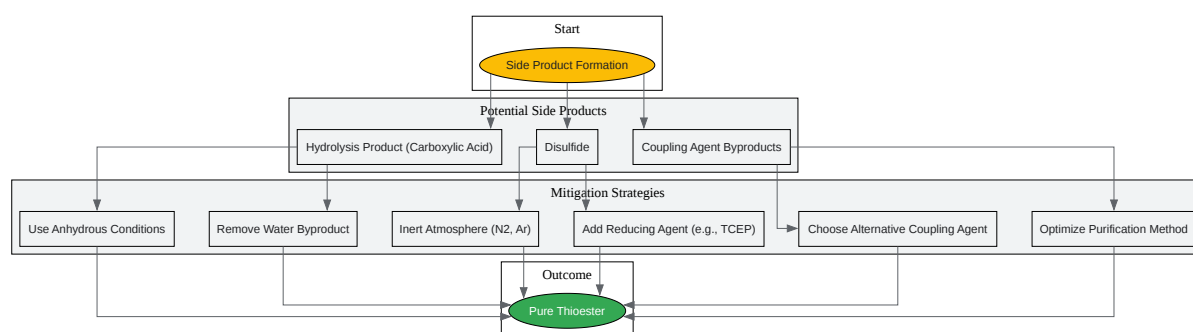 Start
Side Product Formation
Potential Side Products
Hydrolysis Product (Carboxylic Acid)
Disulfide
Coupling Agent Byproducts
Mitigation Strategies
Use Anhydrous Conditions
Remove Water Byproduct
Inert Atmosphere (N2, Ar)
Add Reducing Agent (e.g., TCEP)
Choose Alternative Coupling Agent
Optimize Purification Method
Outcome
Pure Thioester